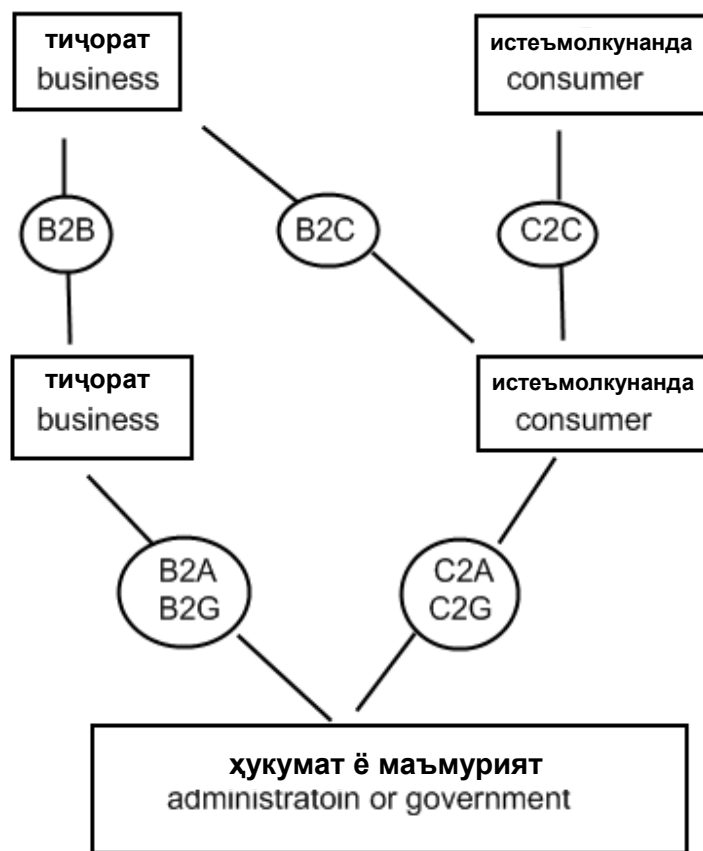 тиҷорат
business
истеъмолкунанда
consumer
B2B
B2C
C2C
тиҷорат
business
истеъмолкунанда
consumer
B2A
B2G
C2A
C2G
ҳукумат ё маъмурият
administratoin or government